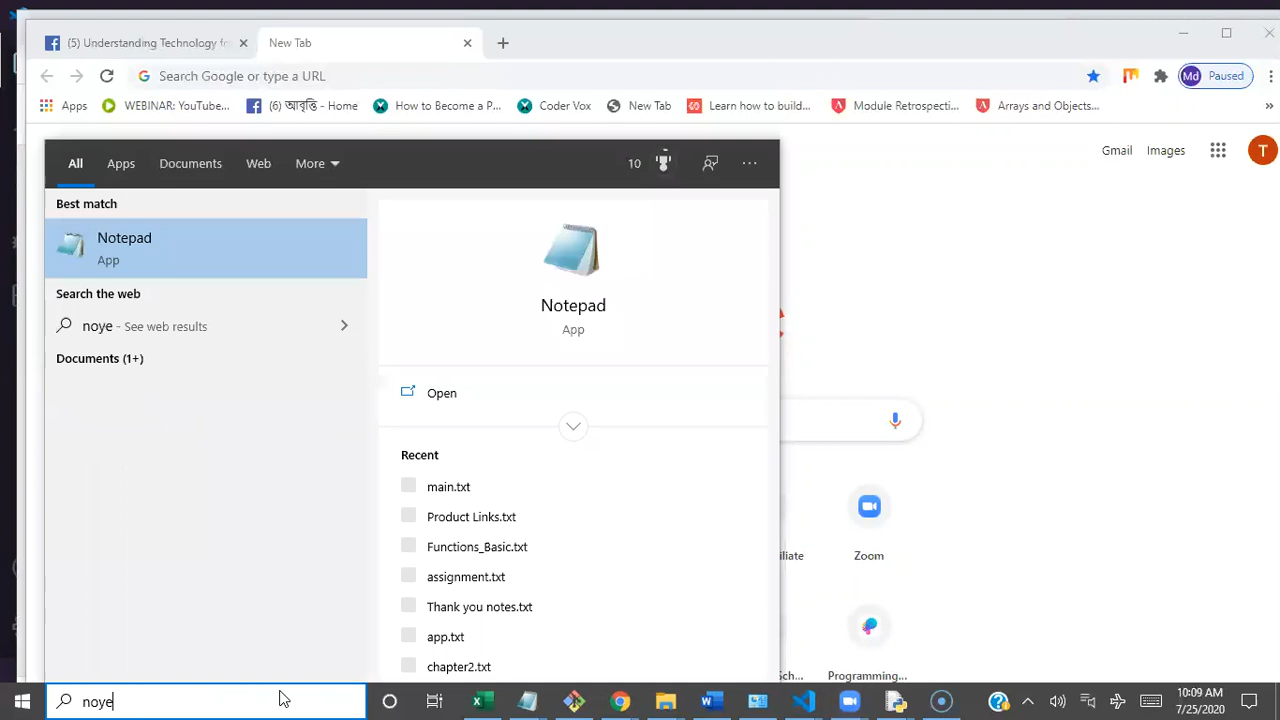 (5) Understanding Technology fo
New Tab
Search Google or type a URL
Md Paused
Apps
WEBINAR: YouTube...
(6) আবৃত্তি - Home
How to Become a P...
Coder Vox
New Tab
Learn how to build...
Module Retrospecti...
Arrays and Objects...
»
Gmail Images T
All Apps Documents Web More 10
Best match
Notepad
App
Search the web
noye - See web results
Documents (1+)
Notepad
App
Open
Recent
main.txt
Product Links.txt
Functions_Basic.txt
assignment.txt
Thank you notes.txt
app.txt
chapter2.txt
iliate
Zoom
Sch...
Programming...
noye
10:09 AM
7/25/2020